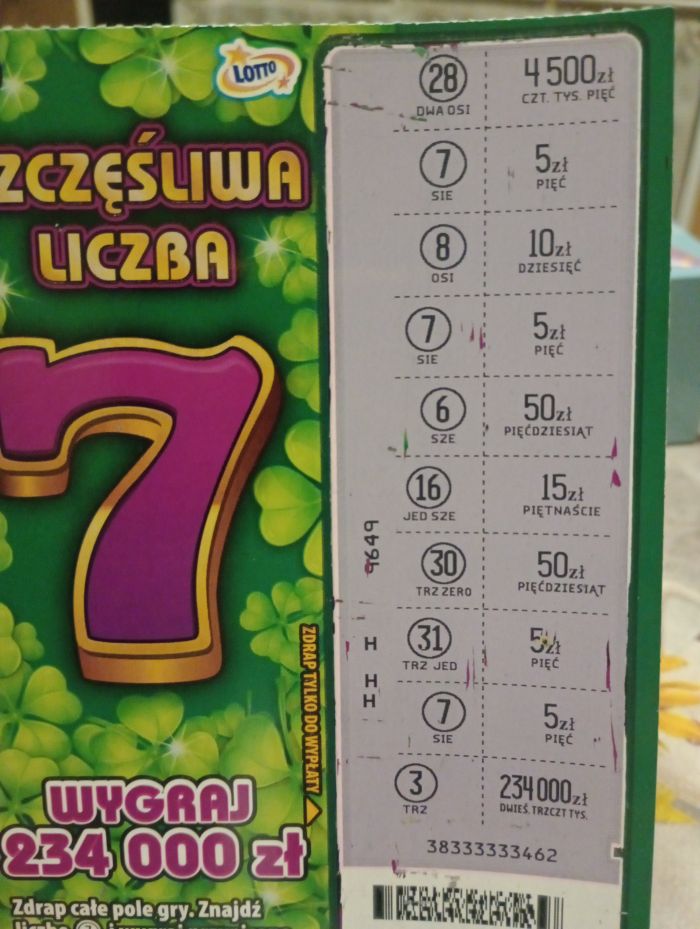 LOTTO
ZCZĘŚLIWA
LICZBA
7
ZDRAP TYLKO DO WYPŁATY
WYGRAJ
234 000 zł
Zdrap całe pole gry. Znajdź
28 4 500zł
DWA OSI CZT. TYS. PIĘĆ
7 5zł
SIE PIĘĆ
8 10zł
OSI DZIESIĘĆ
7 5zł
SIE PIĘĆ
6 50zł
SZE PIĘĆDZIESIĄT
16 15zł
JED SZE PIĘTNAŚCIE
30 50zł
TRZ ZERO PIĘĆDZIESIĄT
31 5zł
TRZ JED PIĘĆ
7 5zł
SIE PIĘĆ
3 234 000zł
TRZ DWIEŚ.TRZCZT TYS.
9649
H
H
H
38333333462